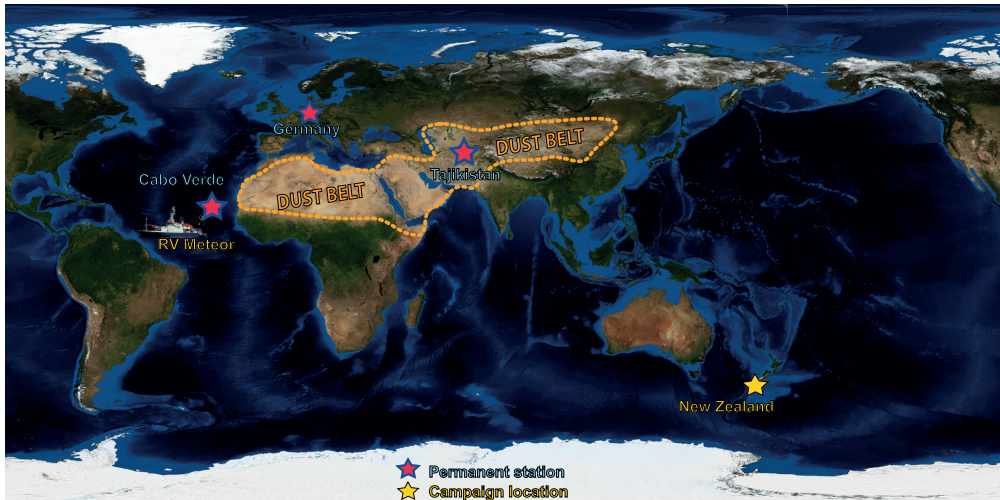 Germany
DUST BELT
Tajikistan
Cabo Verde
DUST BELT
RV Meteor
New Zealand
Permanent station
Campaign location